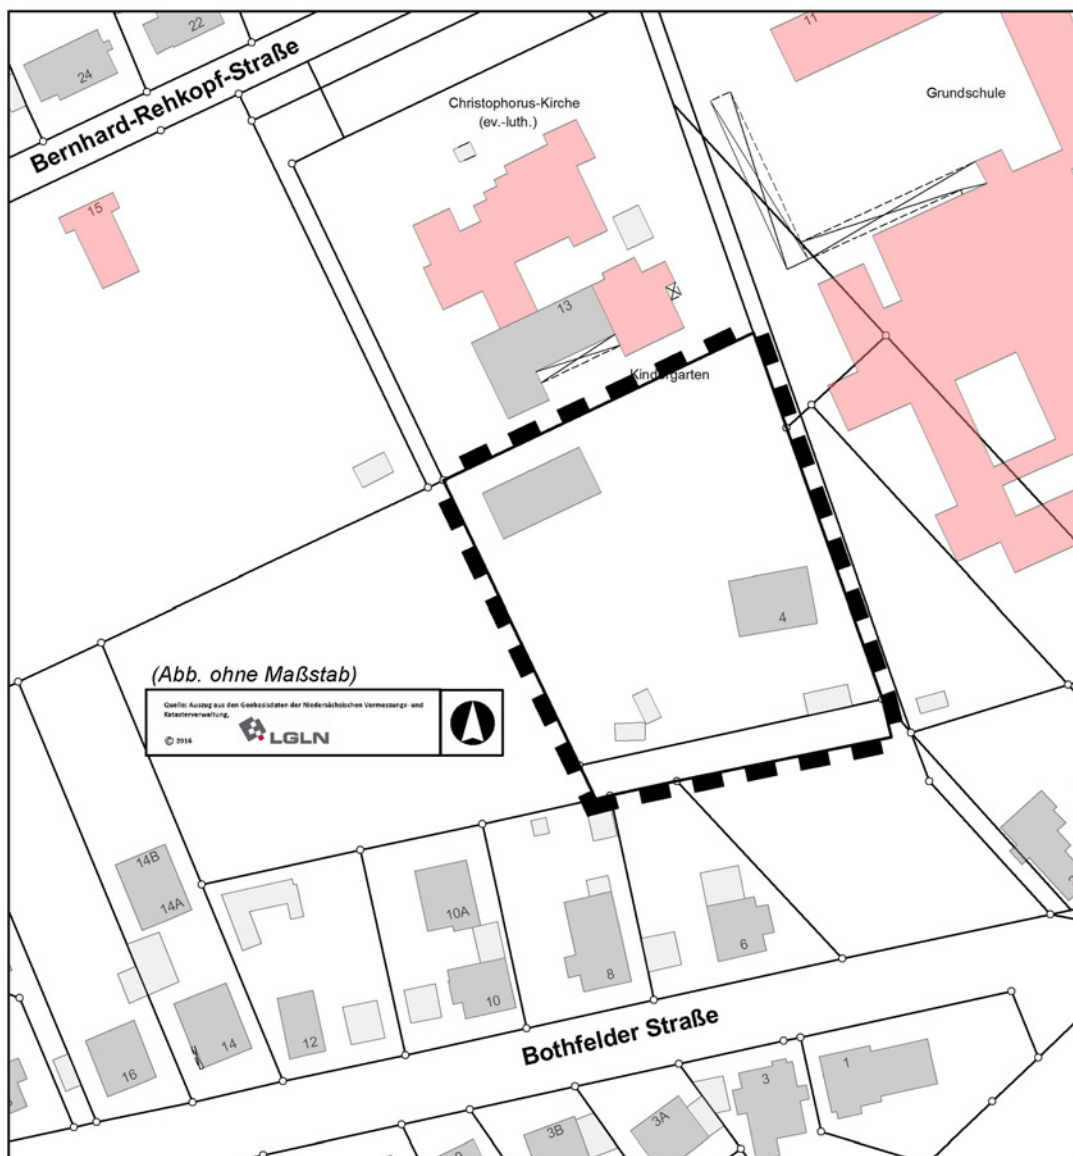 22
24
11
Bernhard-Rehkopf-Straße
Christophorus-Kirche
(ev.-luth.)
Grundschule
15
13
Kindergarten
4
(Abb. ohne Maßstab)
Quelle: Auszug aus den Geobasisdaten der Niedersächsischen Vermessungs- und
Katasterverwaltung,
© 2016
LGLN
14B
14A
10A
6
8
10
12
14
16
Bothfelder Straße
1
3
3A
3B